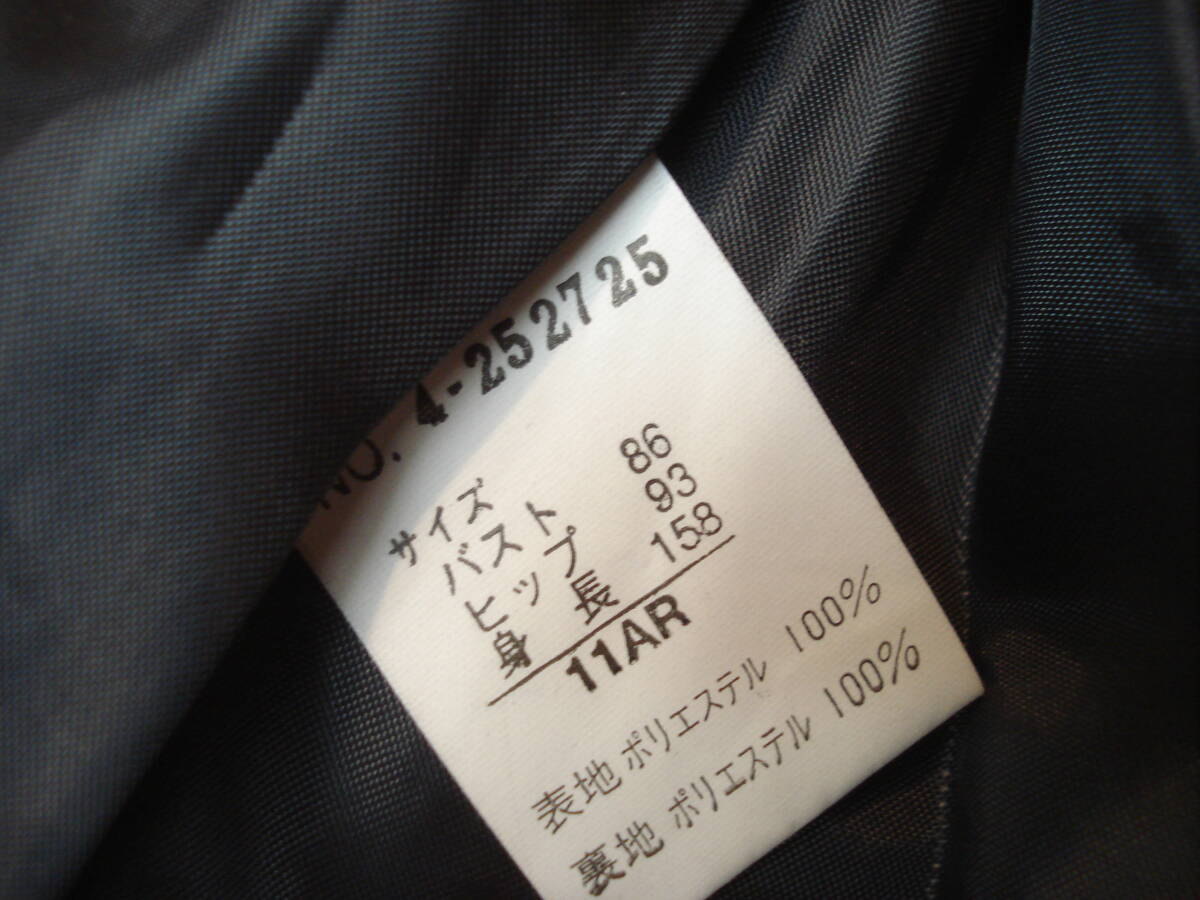 NO. 4-252725
サイズ
バスト 86
ヒップ 93
身長 158
11AR
表地 ポリエステル 100%
裏地 ポリエステル 100%